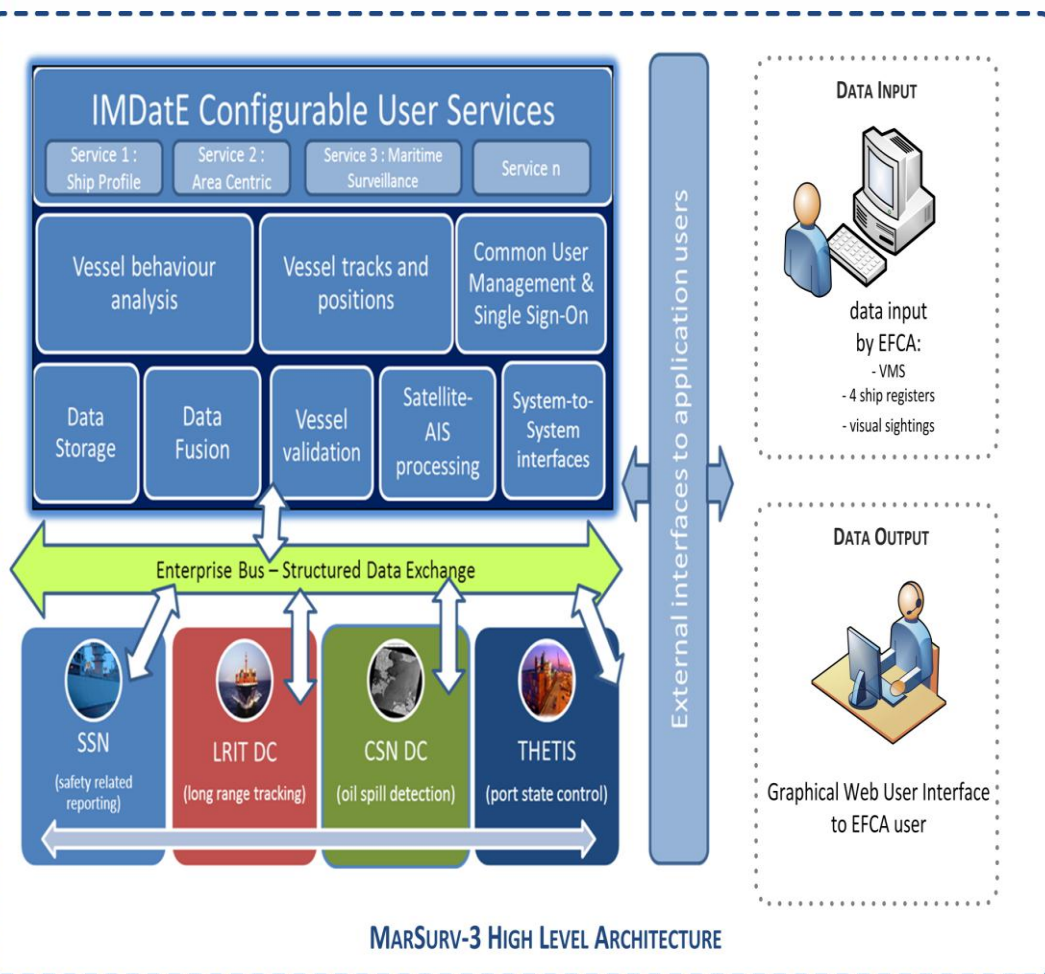 IMDatE Configurable User Services
Service 1 :
Ship Profile
Service 2 :
Area Centric
Service 3 : Maritime
Surveillance
Service n
Vessel behaviour
analysis
Vessel tracks and
positions
Common User
Management &
Single Sign-On
Data
Storage
Data
Fusion
Vessel
validation
Satellite-
AIS
processing
System-to-
System
interfaces
Enterprise Bus – Structured Data Exchange
SSN
(safety related
reporting)
LRIT DC
(long range tracking)
CSN DC
(oil spill detection)
THETIS
(port state control)
External interfaces to application users
DATA INPUT
data input
by EFCA:
- VMS
- 4 ship registers
- visual sightings
DATA OUTPUT
Graphical Web User Interface
to EFCA user
MARSURV-3 HIGH LEVEL ARCHITECTURE